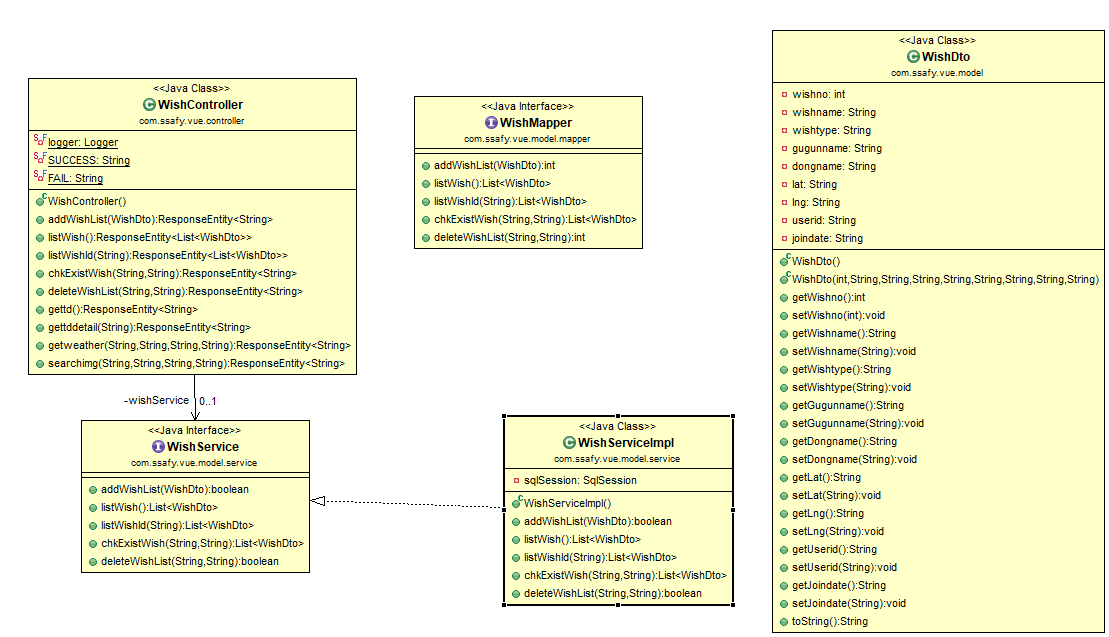 <<Java Class>>
WishController
com.ssafy.vue.controller
logger: Logger
SUCCESS: String
FAIL: String
WishController()
addWishList(WishDto):ResponseEntity<String>
listWish():ResponseEntity<List<WishDto>>
listWishId(String):ResponseEntity<List<WishDto>>
chkExistWish(String,String):ResponseEntity<String>
deleteWishList(String,String):ResponseEntity<String>
gettd():ResponseEntity<String>
gettddetail(String):ResponseEntity<String>
getweather(String,String,String,String):ResponseEntity<String>
searchimg(String,String,String,String):ResponseEntity<String>
-wishService 0..1
<<Java Interface>>
WishService
com.ssafy.vue.model.service
addWishList(WishDto):boolean
listWish():List<WishDto>
listWishId(String):List<WishDto>
chkExistWish(String,String):List<WishDto>
deleteWishList(String,String):boolean
<<Java Interface>>
WishMapper
com.ssafy.vue.model.mapper
addWishList(WishDto):int
listWish():List<WishDto>
listWishId(String):List<WishDto>
chkExistWish(String,String):List<WishDto>
deleteWishList(String,String):int
<<Java Class>>
WishServiceImpl
com.ssafy.vue.model.service
sqlSession: SqlSession
WishServiceImpl()
addWishList(WishDto):boolean
listWish():List<WishDto>
listWishId(String):List<WishDto>
chkExistWish(String,String):List<WishDto>
deleteWishList(String,String):boolean
<<Java Class>>
WishDto
com.ssafy.vue.model
wishno: int
wishname: String
wishtype: String
gugunname: String
dongname: String
lat: String
lng: String
userid: String
joindate: String
WishDto()
WishDto(int,String,String,String,String,String,String,String,String)
getWishno():int
setWishno(int):void
getWishname():String
setWishname(String):void
getWishtype():String
setWishtype(String):void
getGugunname():String
setGugunname(String):void
getDongname():String
setDongname(String):void
getLat():String
setLat(String):void
getLng():String
setLng(String):void
getUserid():String
setUserid(String):void
getJoindate():String
setJoindate(String):void
toString():String